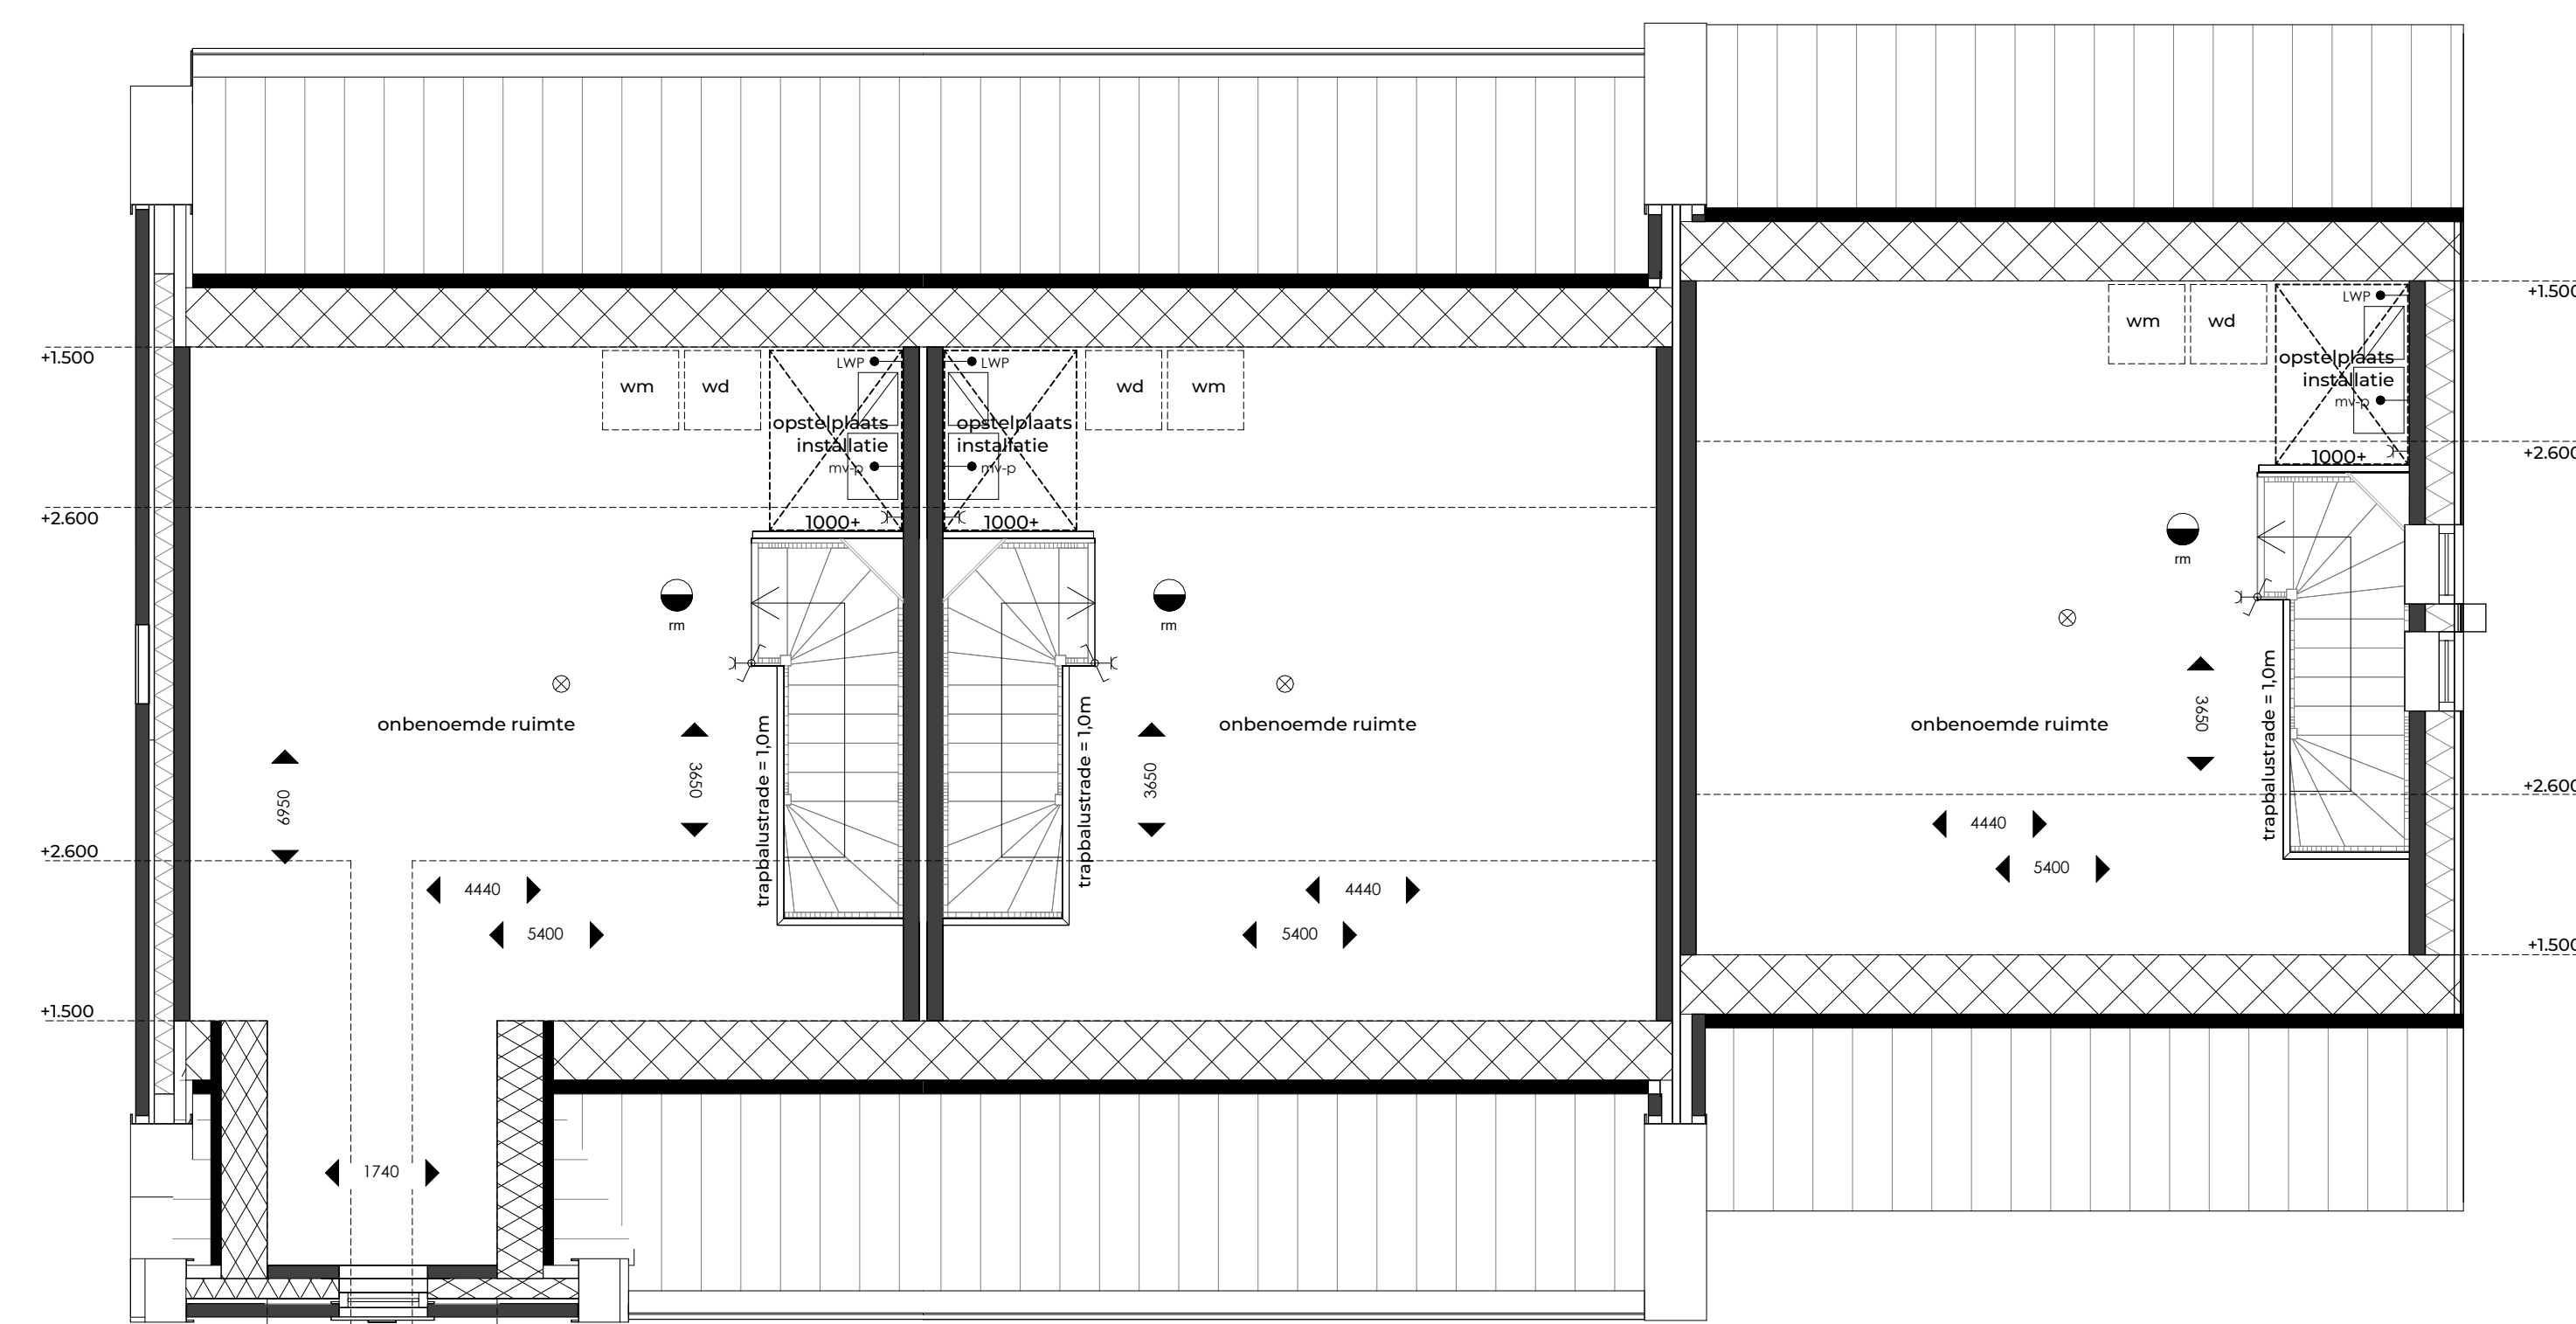 +1.500
LWP
LWP
wm
wd
wd
wm
opstelplaats
installatie
mv-p
opstelplaats
installatie
mv-p
+2.600
1000+
1000+
rm
rm
onbenoemde ruimte
onbenoemde ruimte
6950
3650
trapbalustrade = 1,0m
trapbalustrade = 1,0m
3650
+2.600
4440
5400
4440
5400
+1.500
1740
LWP
+1.500
wm
wd
opstelplaats
installatie
mv-p
+2.600
1000+
rm
onbenoemde ruimte
3650
trapbalustrade = 1,0m
+2.600
4440
5400
+1.500